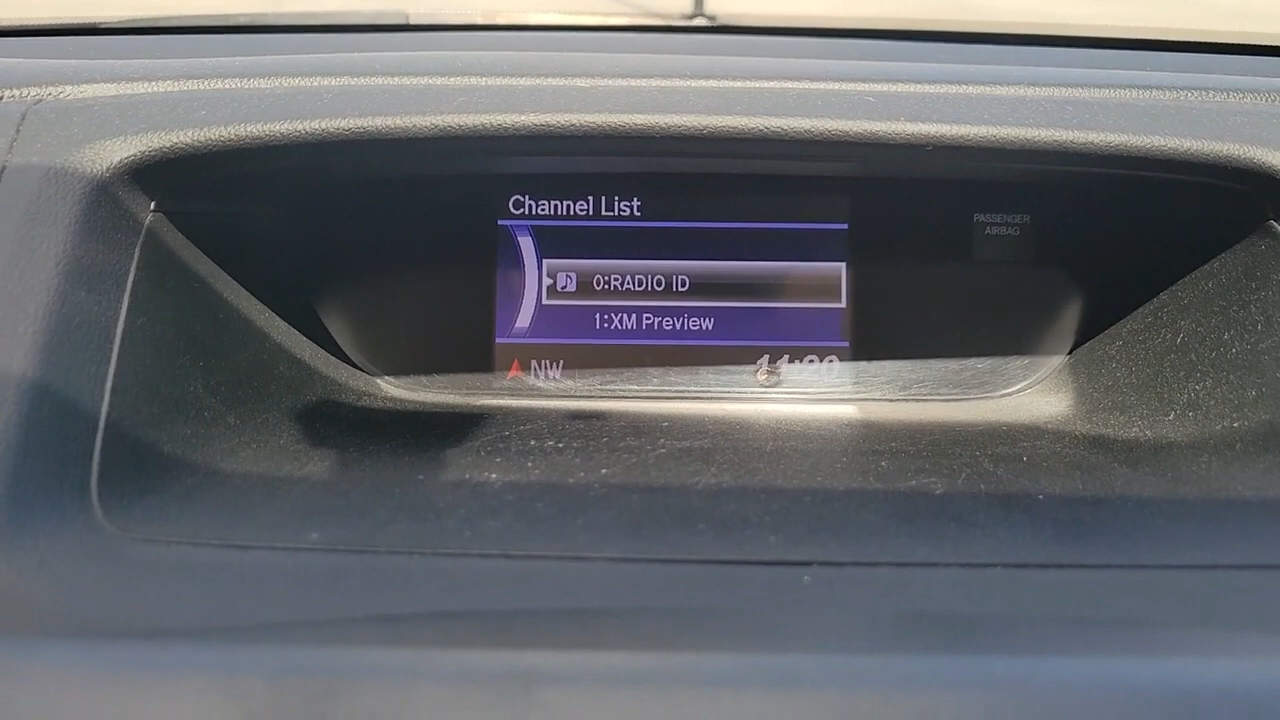 Channel List
PASSENGER
AIRBAG
0:RADIO ID
1:XM Preview
NW